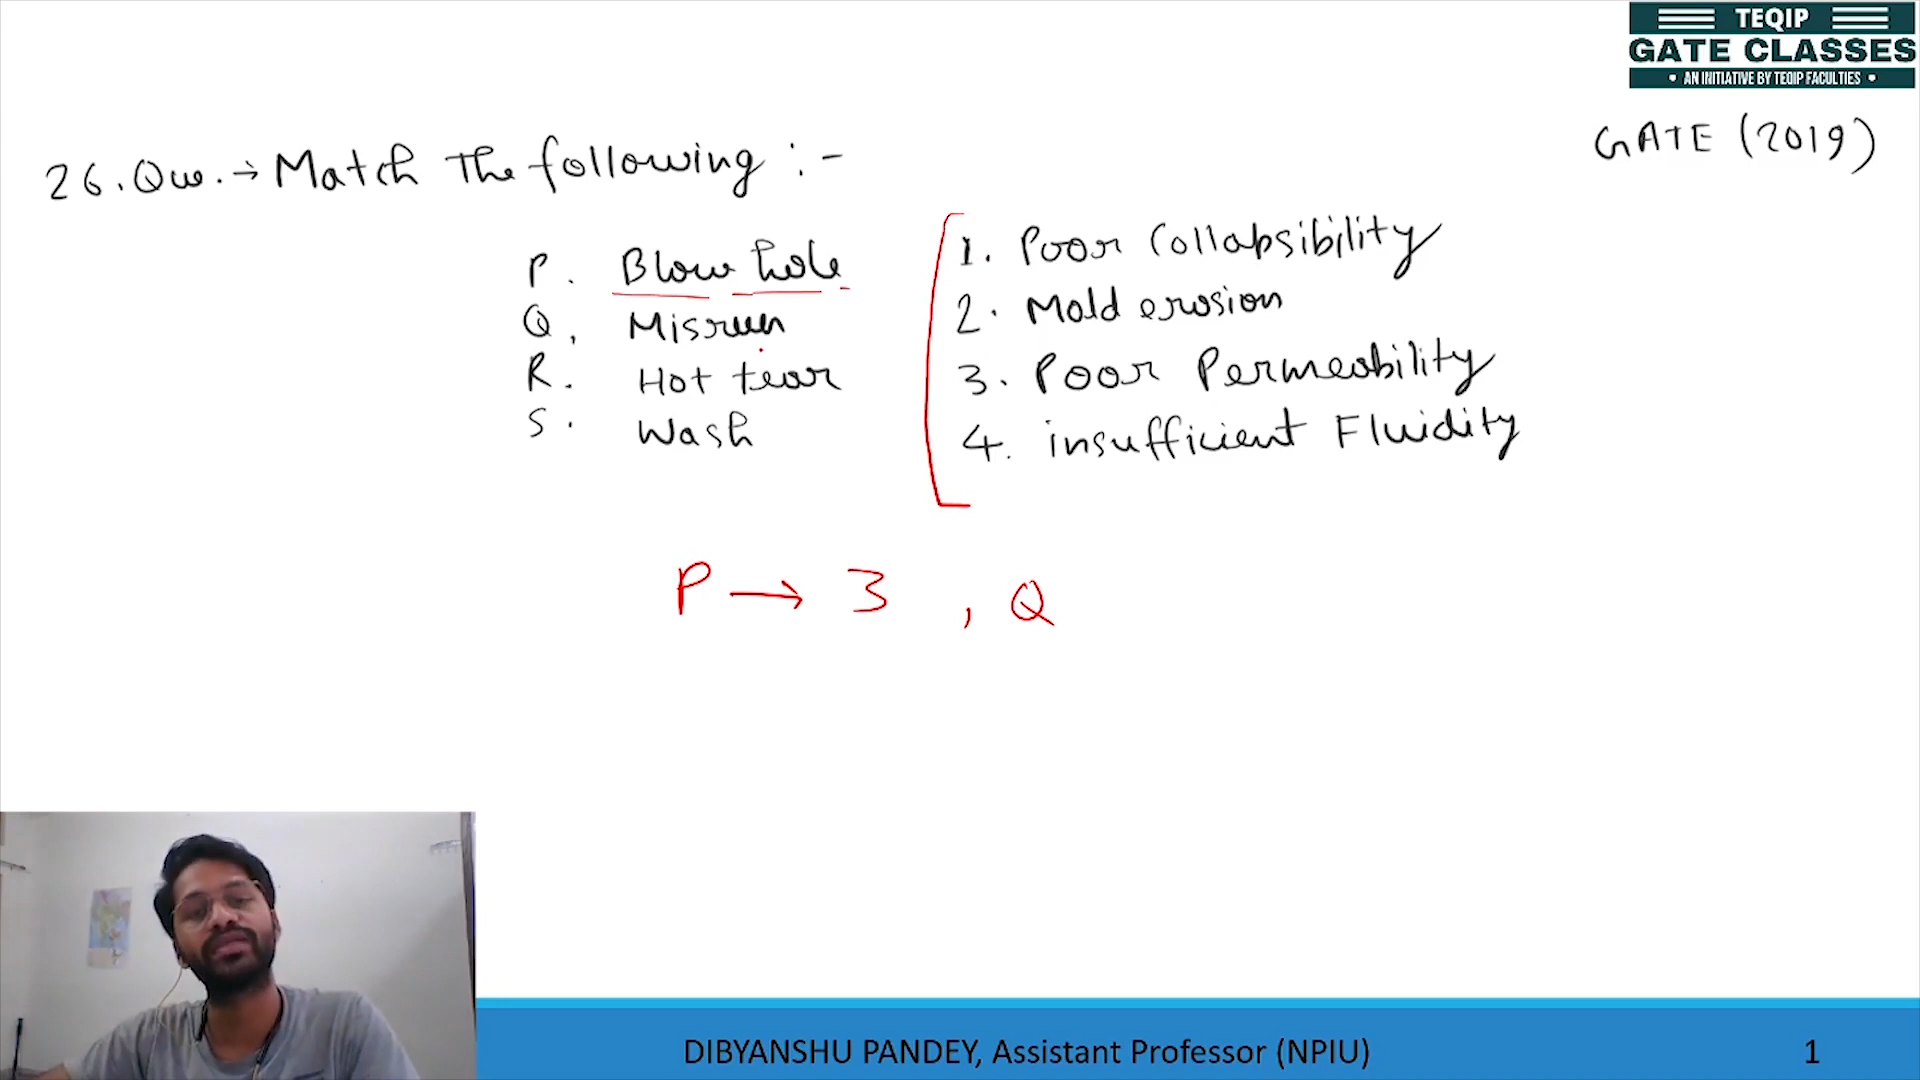 TEQIP
GATE CLASSES
• AN INITIATIVE BY TEQIP FACULTIES •
GATE (2019)
26. Que. → Match The following :-
P. Blow hole
Q, Misrun
R. Hot tear
S. Wash
1. Poor Collapsibility
2. Mold erosion
3. Poor Permeability
4. insufficient Fluidity
P → 3 , Q
DIBYANSHU PANDEY, Assistant Professor (NPIU)
1